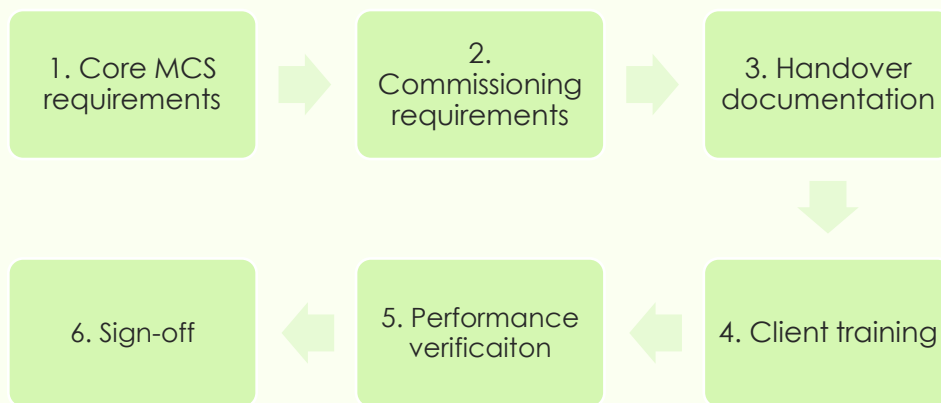 1. Core MCS
requirements
2.
Commissioning
requirements
3. Handover
documentation
4. Client training
5. Performance
verificaiton
6. Sign-off